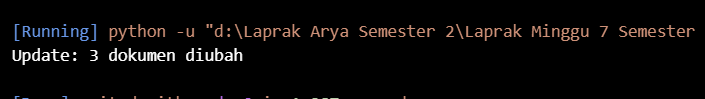 [Running] python -u "d:\Laprak Arya Semester 2\Laprak Minggu 7 Semester
Update: 3 dokumen diubah